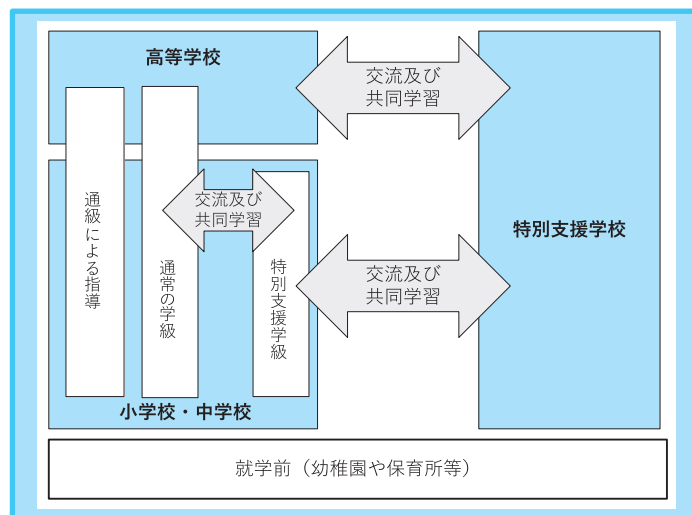 高等学校
交流及び
共同学習
通級による指導
通常の学級
交流及び
共同学習
特別支援学級
特別支援学校
交流及び
共同学習
小学校・中学校
就学前（幼稚園や保育所等）